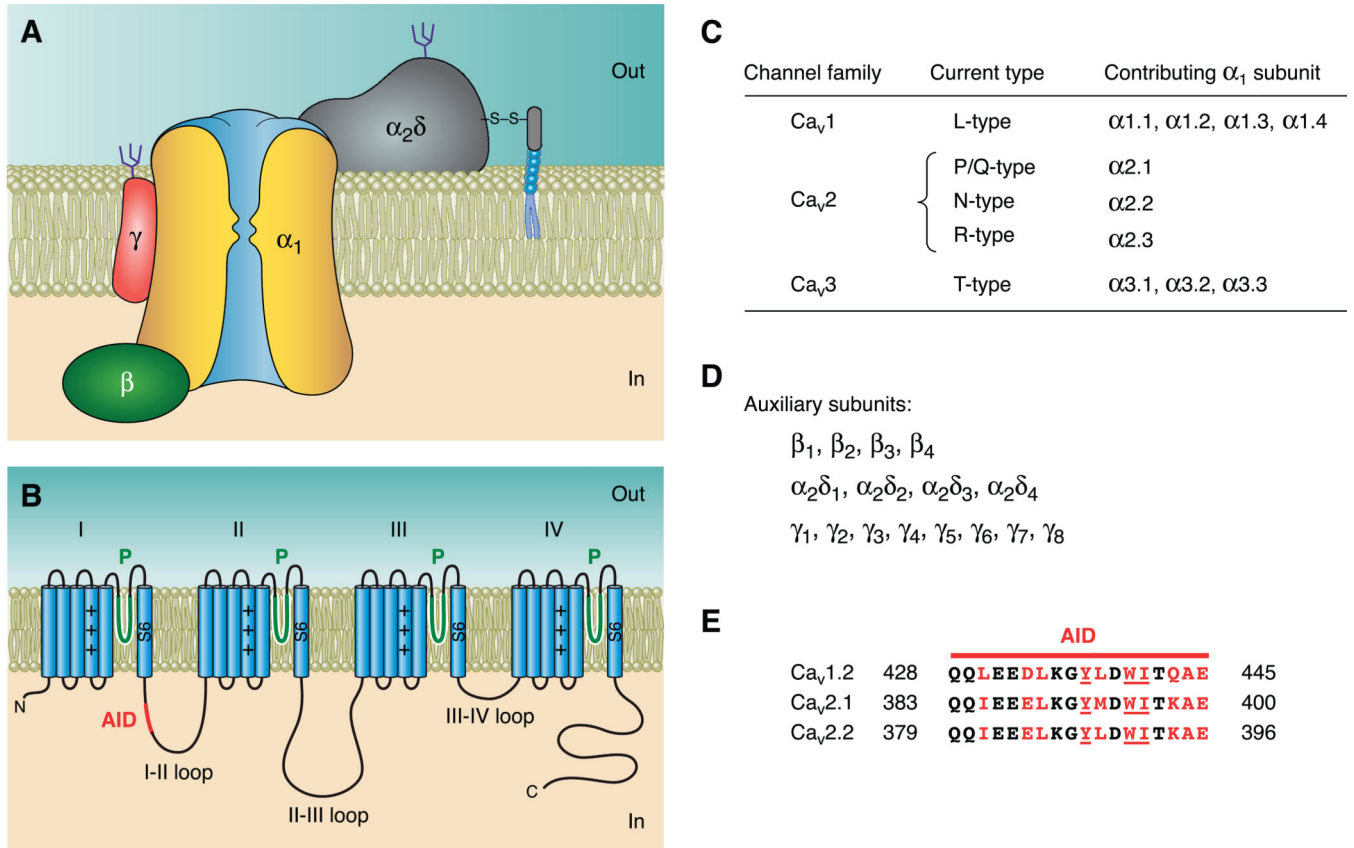 A
Out
α₂δ
-S-S-
γ
α₁
β
In
B
Out
I II III IV
P P P P
+ + + + + + + + + + + +
S6 S6 S6 S6
N
AID
I-II loop
II-III loop
III-IV loop
C
In
C
Channel family Current type Contributing α₁ subunit
Caᵥ1 L-type α1.1, α1.2, α1.3, α1.4
P/Q-type α2.1
Caᵥ2 { N-type α2.2
R-type α2.3
Caᵥ3 T-type α3.1, α3.2, α3.3
D
Auxiliary subunits:
β₁, β₂, β₃, β₄
α₂δ₁, α₂δ₂, α₂δ₃, α₂δ₄
γ₁, γ₂, γ₃, γ₄, γ₅, γ₆, γ₇, γ₈
E
AID
Caᵥ1.2 428 QQLEEDLKGYLDWITQAE 445
Caᵥ2.1 383 QQIEEELKGYMDWITKAE 400
Caᵥ2.2 379 QQIEEELKGYLDWITKAE 396